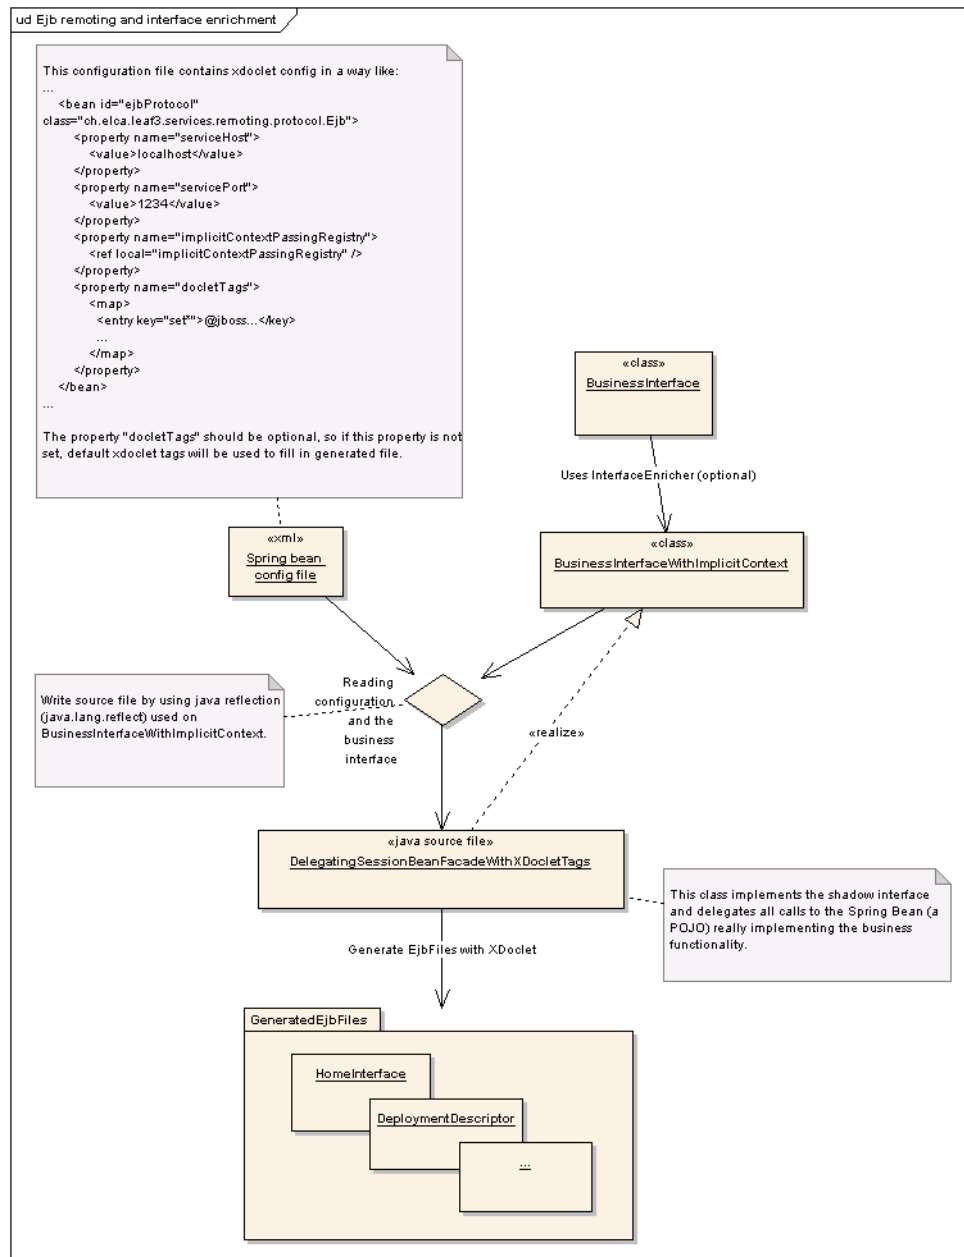 ud Ejb remoting and interface enrichment
This configuration file contains xdoclet config in a way like:
...
<bean id="ejbProtocol"
class="ch.elca.leaf3.services.remoting.protocol.Ejb">
<property name="serviceHost">
<value>localhost</value>
</property>
<property name="servicePort">
<value>1234</value>
</property>
<property name="implicitContextPassingRegistry">
<ref local="implicitContextPassingRegistry" />
</property>
<property name="docletTags">
<map>
<entry key="set*">@jboss...</key>
...
</map>
</property>
</bean>
...
The property "docletTags" should be optional, so if this property is not
set, default xdoclet tags will be used to fill in generated file.
«class»
BusinessInterface
Uses InterfaceEnricher (optional)
«xml»
Spring bean
config file
«class»
BusinessInterfaceWithImplicitContext
Reading
configuration
and the
business
interface
Write source file by using java reflection
(java.lang.reflect) used on
BusinessInterfaceWithImplicitContext.
«realize»
«java source file»
DelegatingSessionBeanFacadeWithXDocletTags
This class implements the shadow interface
and delegates all calls to the Spring Bean (a
POJO) really implementing the business
functionality.
Generate EjbFiles with XDoclet
GeneratedEjbFiles
HomeInterface
DeploymentDescriptor
...